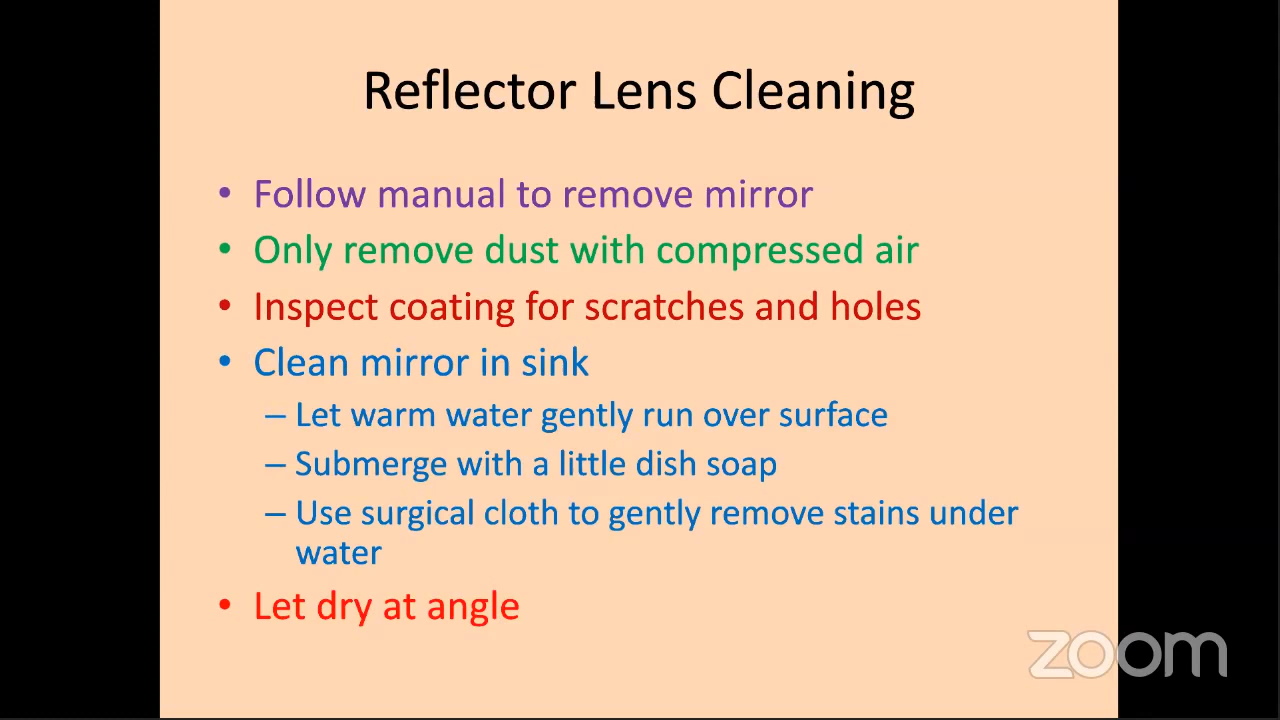 Reflector Lens Cleaning
• Follow manual to remove mirror
• Only remove dust with compressed air
• Inspect coating for scratches and holes
• Clean mirror in sink
– Let warm water gently run over surface
– Submerge with a little dish soap
– Use surgical cloth to gently remove stains under
water
• Let dry at angle
zoom